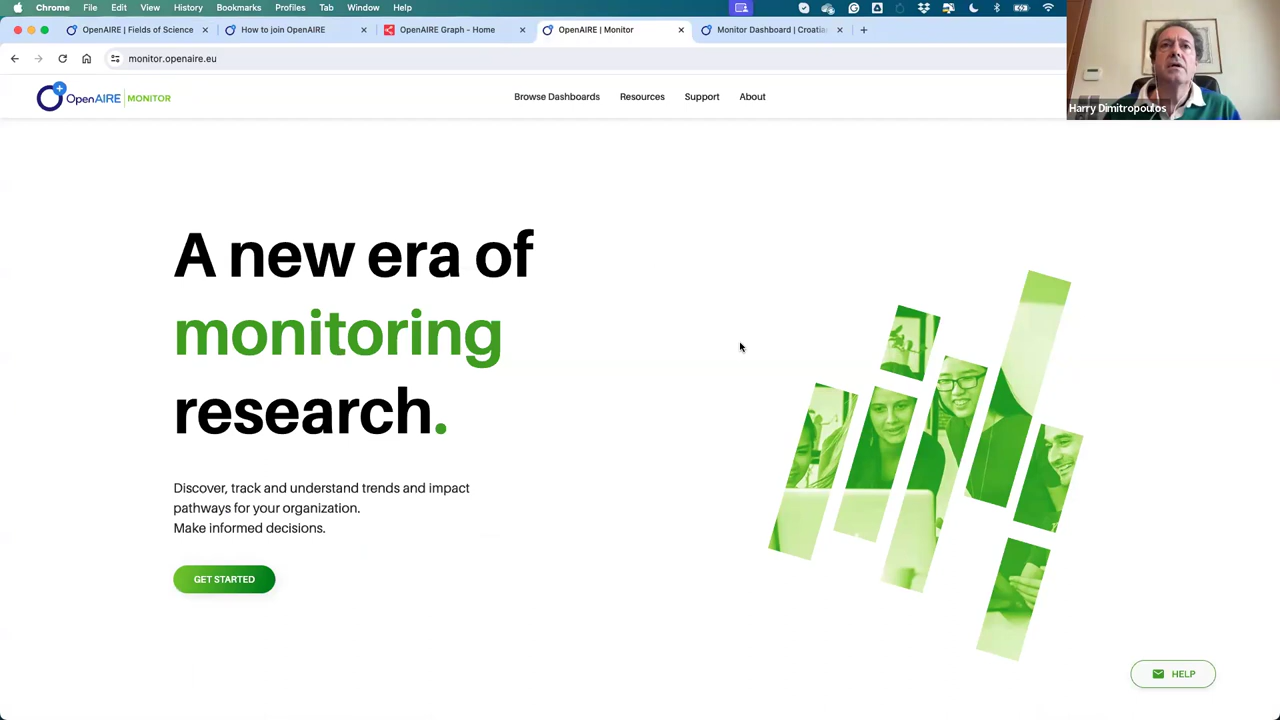 Chrome File Edit View History Bookmarks Profiles Tab Window Help
OpenAIRE | Fields of Science
How to join OpenAIRE
OpenAIRE Graph - Home
OpenAIRE | Monitor
Monitor Dashboard | Croatia
monitor.openaire.eu
OpenAIRE MONITOR
Browse Dashboards Resources Support About
Harry Dimitropoulos
A new era of
monitoring
research.
Discover, track and understand trends and impact
pathways for your organization.
Make informed decisions.
GET STARTED
HELP